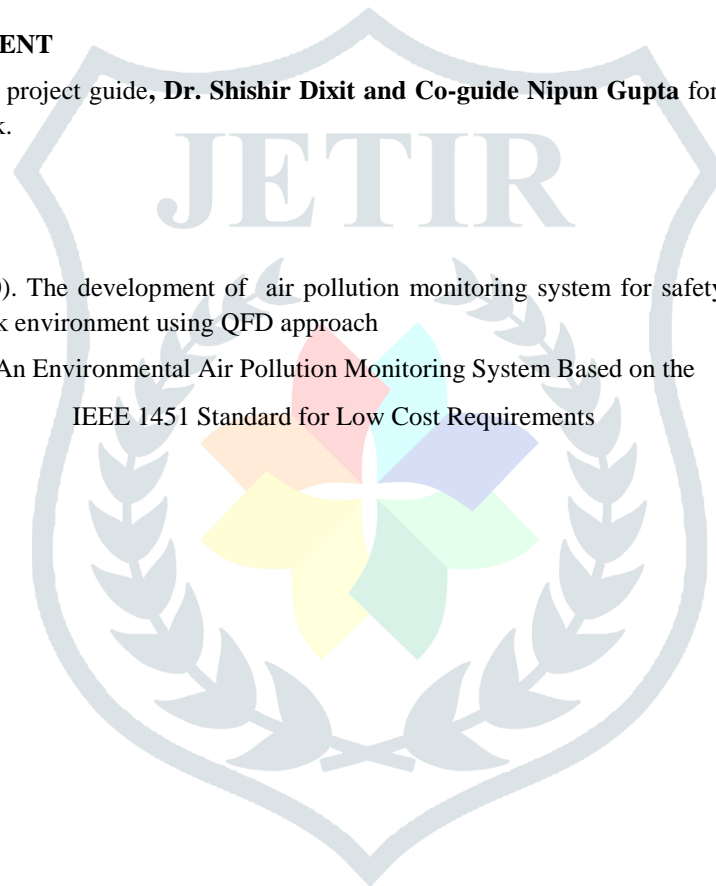 ENT
project guide, Dr. Shishir Dixit and Co-guide Nipun Gupta for
k.
JETIR
). The development of air pollution monitoring system for safety
k environment using QFD approach
An Environmental Air Pollution Monitoring System Based on the
IEEE 1451 Standard for Low Cost Requirements